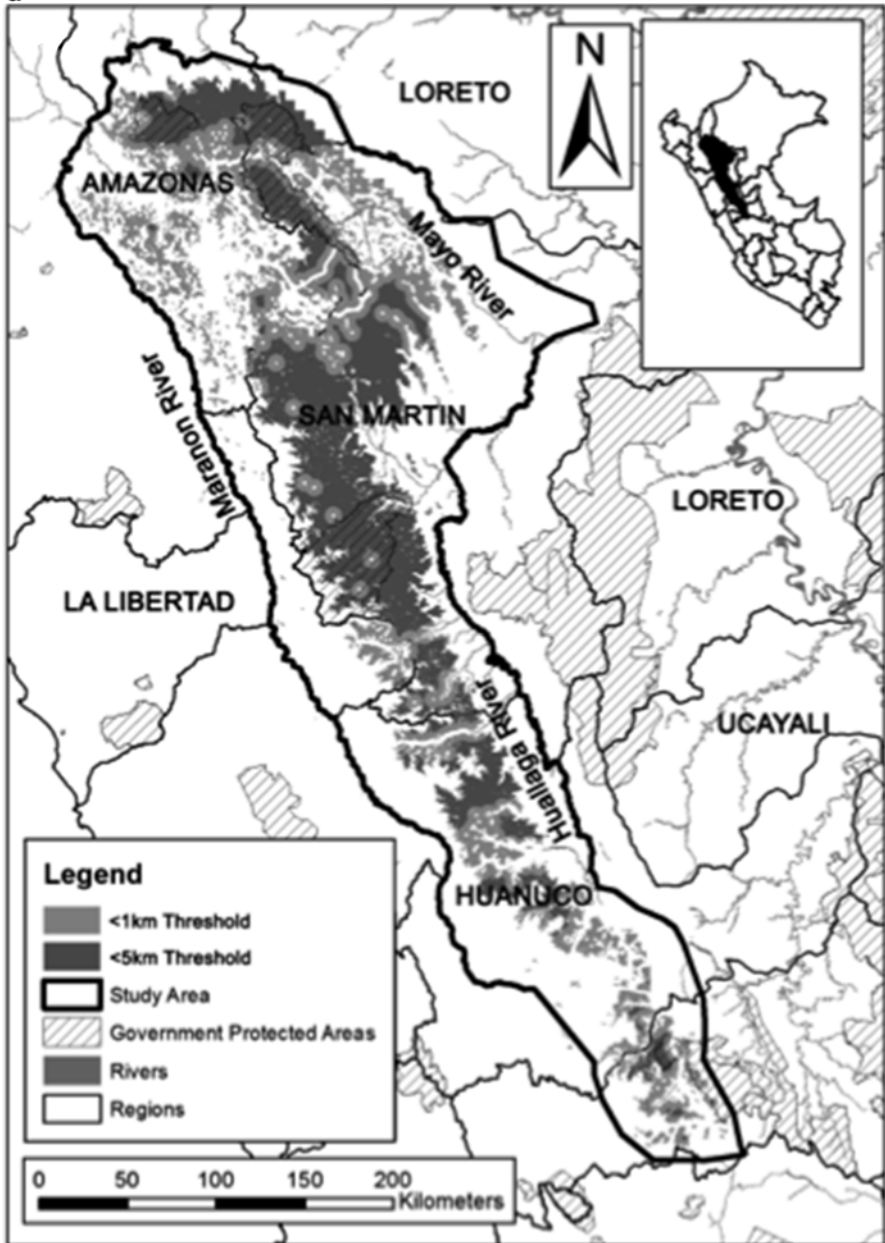 N
LORETO
AMAZONAS
Mayo River
SAN MARTIN
Maranon River
LORETO
LA LIBERTAD
UCAYALI
Huallaga River
HUANUCO
Legend
<1km Threshold
<5km Threshold
Study Area
Government Protected Areas
Rivers
Regions
0 50 100 150 200
Kilometers